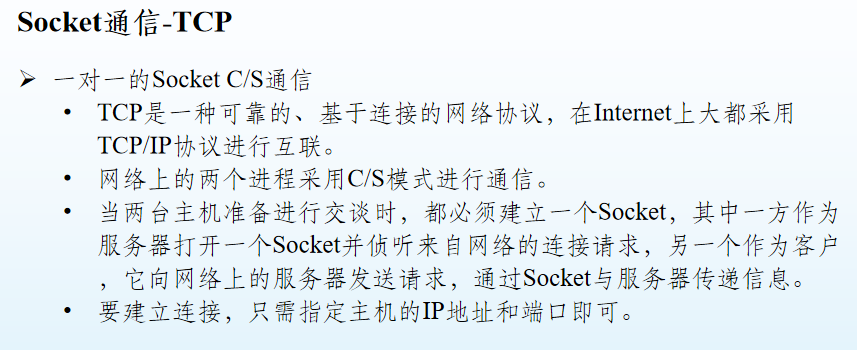 Socket通信-TCP
➢ 一对一的Socket C/S通信
• TCP是一种可靠的、基于连接的网络协议，在Internet上大都采用
TCP/IP协议进行互联。
• 网络上的两个进程采用C/S模式进行通信。
• 当两台主机准备进行交谈时，都必须建立一个Socket，其中一方作为
服务器打开一个Socket并侦听来自网络的连接请求，另一个作为客户
，它向网络上的服务器发送请求，通过Socket与服务器传递信息。
• 要建立连接，只需指定主机的IP地址和端口即可。